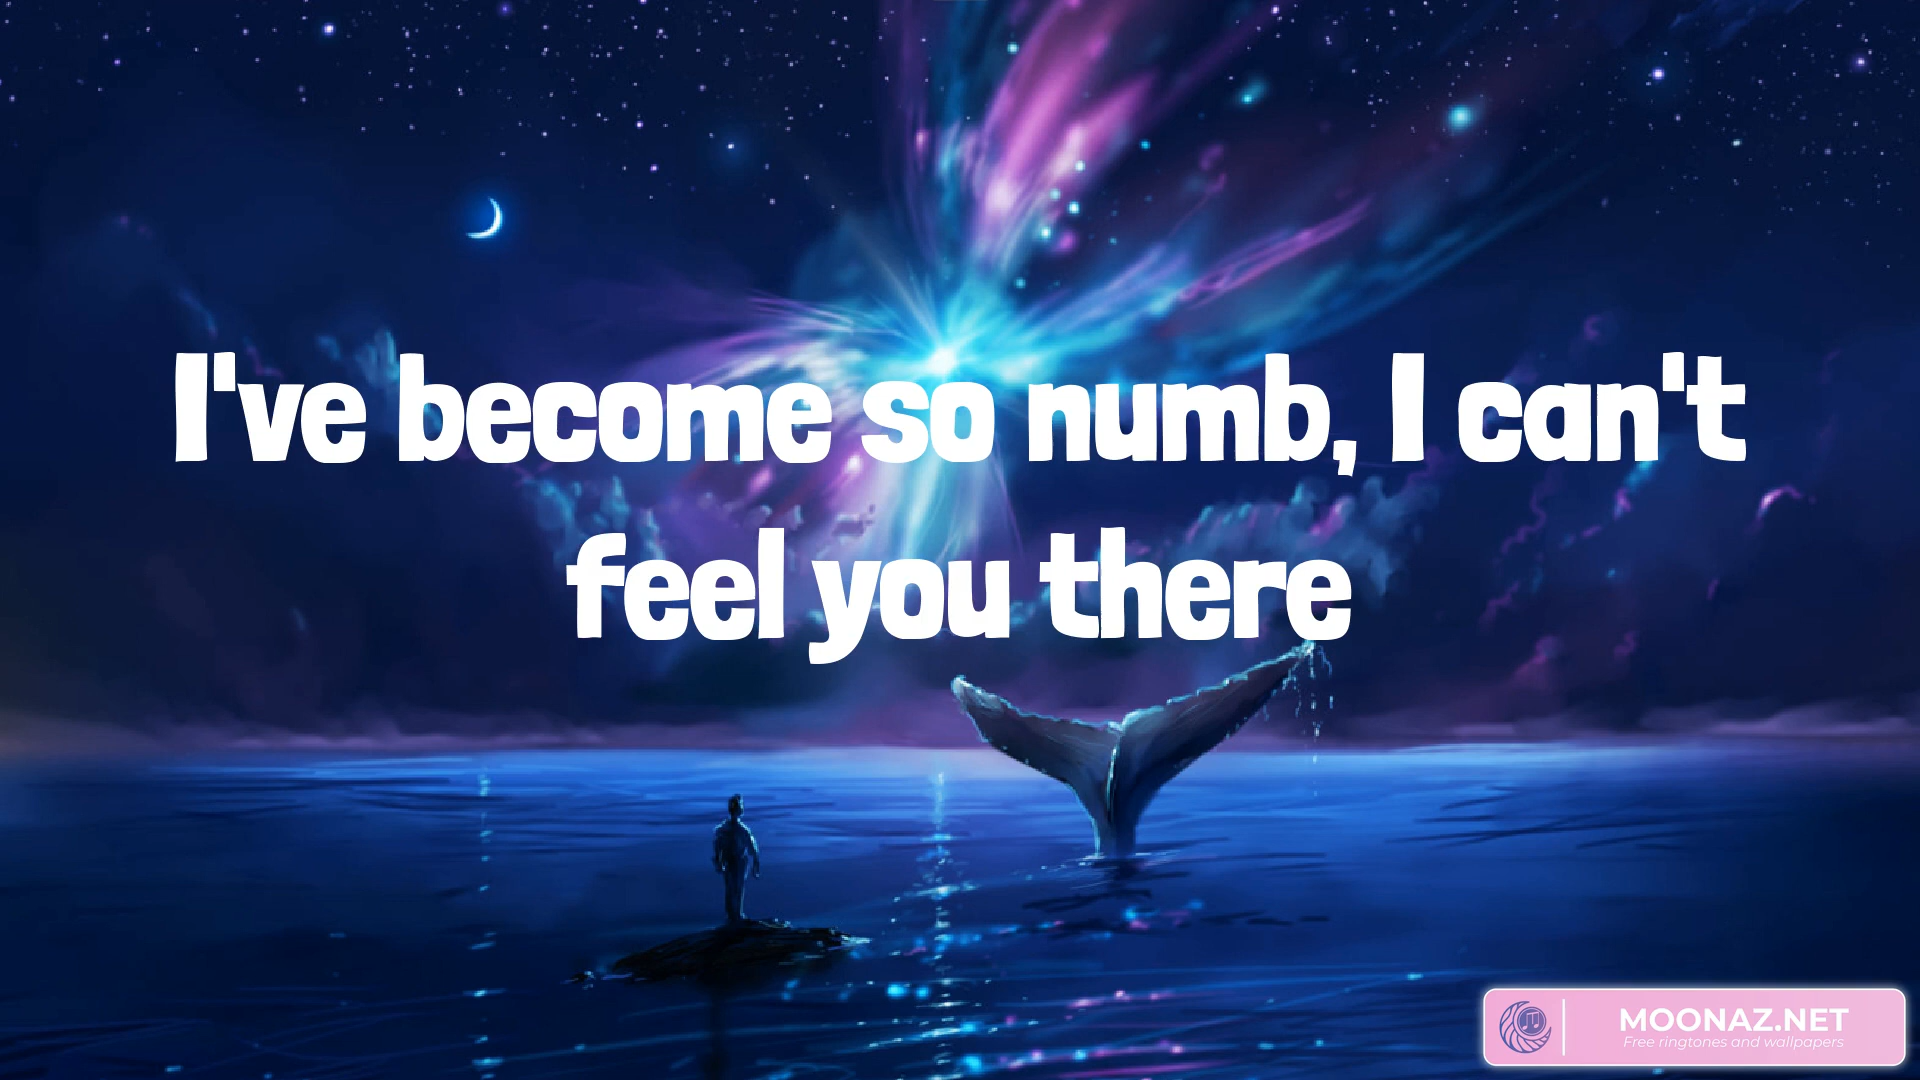 I've become so numb, I can't
feel you there
MOONAZ.NET
Free ringtones and wallpapers